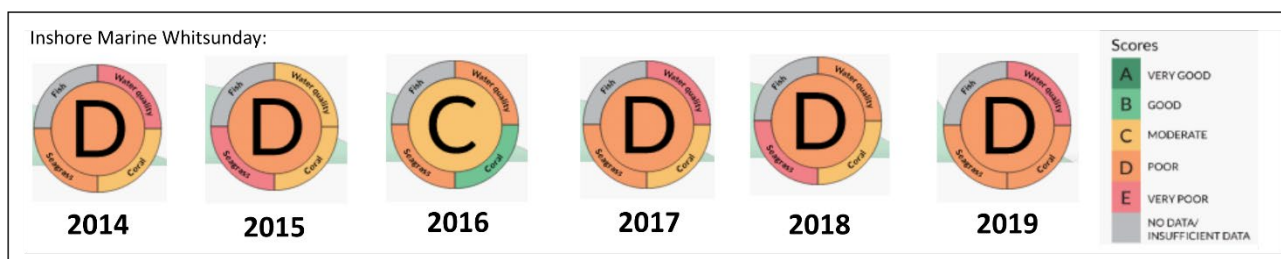 Inshore Marine Whitsunday:
Fish
Water quality
D
Seagrass
Coral
2014
Fish
Water quality
D
Seagrass
Coral
2015
Fish
Water quality
C
Seagrass
Coral
2016
Fish
Water quality
D
Seagrass
Coral
2017
Fish
Water quality
D
Seagrass
Coral
2018
Fish
Water quality
D
Seagrass
Coral
2019
Scores
A VERY GOOD
B GOOD
C MODERATE
D POOR
E VERY POOR
NO DATA/
INSUFFICIENT DATA